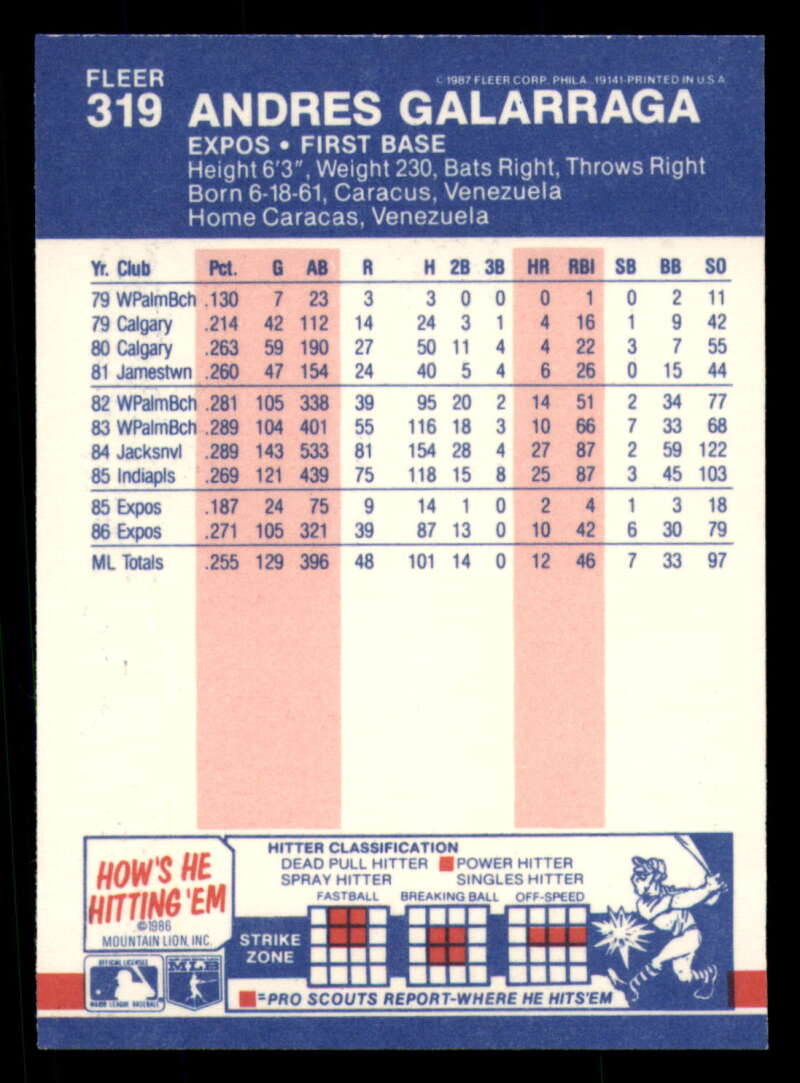 FLEER
©1987 FLEER CORP. PHILA. 19141-PRINTED IN U.S.A.
319 ANDRES GALARRAGA
EXPOS • FIRST BASE
Height 6'3", Weight 230, Bats Right, Throws Right
Born 6-18-61, Caracus, Venezuela
Home Caracas, Venezuela
Yr. Club Pct. G AB R H 2B 3B HR RBI SB BB SO
79 WPalmBch .130 7 23 3 3 0 0 0 1 0 2 11
79 Calgary .214 42 112 14 24 3 1 4 16 1 9 42
80 Calgary .263 59 190 27 50 11 4 4 22 3 7 55
81 Jamestwn .260 47 154 24 40 5 4 6 26 0 15 44
82 WPalmBch .281 105 338 39 95 20 2 14 51 2 34 77
83 WPalmBch .289 104 401 55 116 18 3 10 66 7 33 68
84 Jacksnvl .289 143 533 81 154 28 4 27 87 2 59 122
85 Indiapls .269 121 439 75 118 15 8 25 87 3 45 103
85 Expos .187 24 75 9 14 1 0 2 4 1 3 18
86 Expos .271 105 321 39 87 13 0 10 42 6 30 79
ML Totals .255 129 396 48 101 14 0 12 46 7 33 97
HOW'S HE
HITTING 'EM
©1986
MOUNTAIN LION, INC.
HITTER CLASSIFICATION
DEAD PULL HITTER POWER HITTER
SPRAY HITTER SINGLES HITTER
FASTBALL BREAKING BALL OFF-SPEED
STRIKE
ZONE
=PRO SCOUTS REPORT-WHERE HE HITS'EM
OFFICIAL LICENSEE
MAJOR LEAGUE BASEBALL